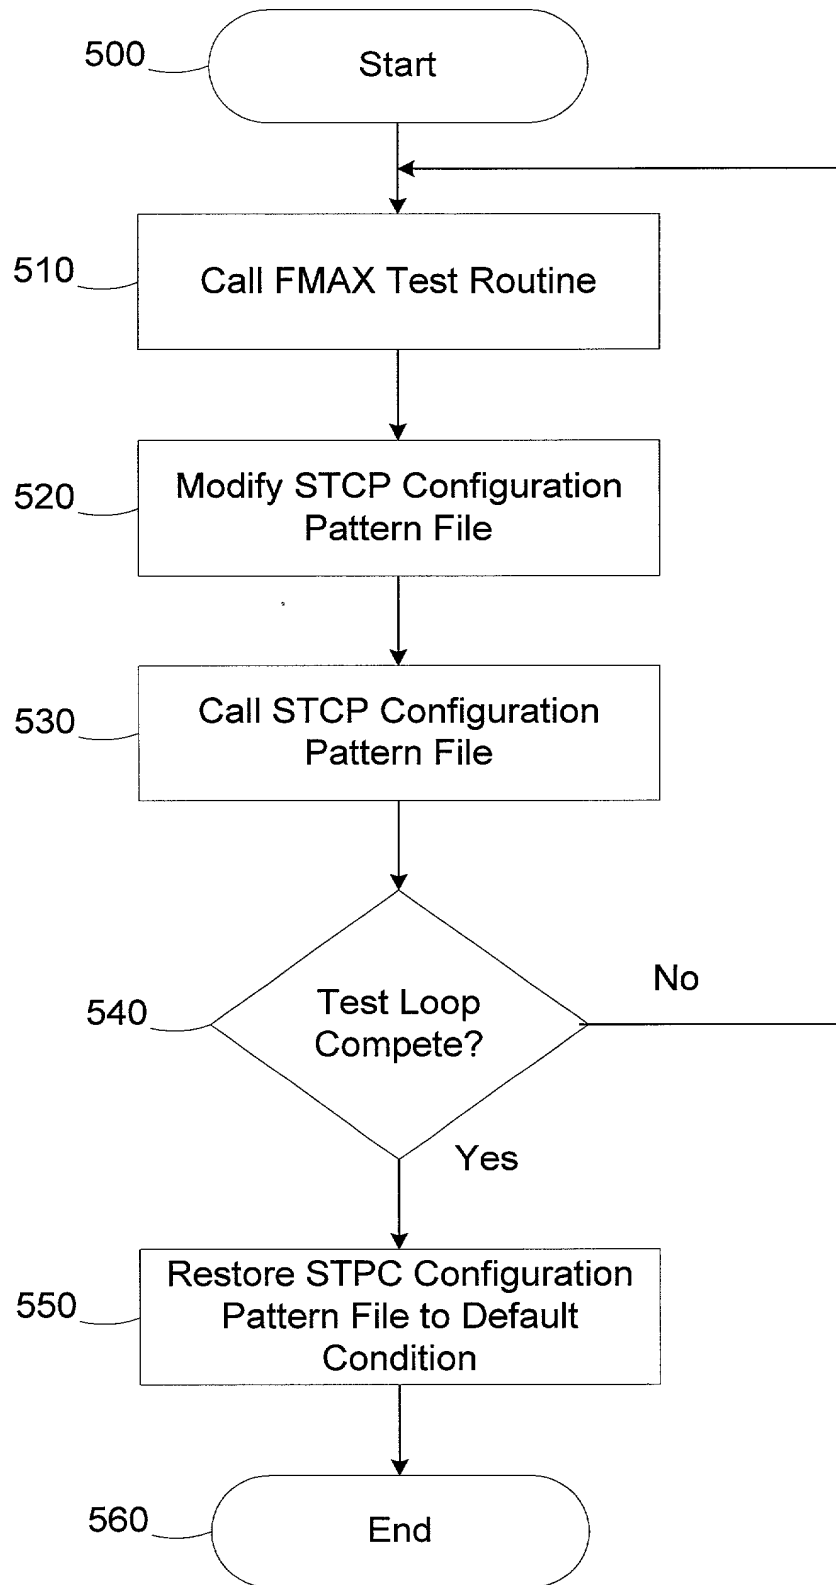 500
Start
510
Call FMAX Test Routine
520
Modify STCP Configuration
Pattern File
530
Call STCP Configuration
Pattern File
540
Test Loop
Compete?
No
Yes
550
Restore STPC Configuration
Pattern File to Default
Condition
560
End